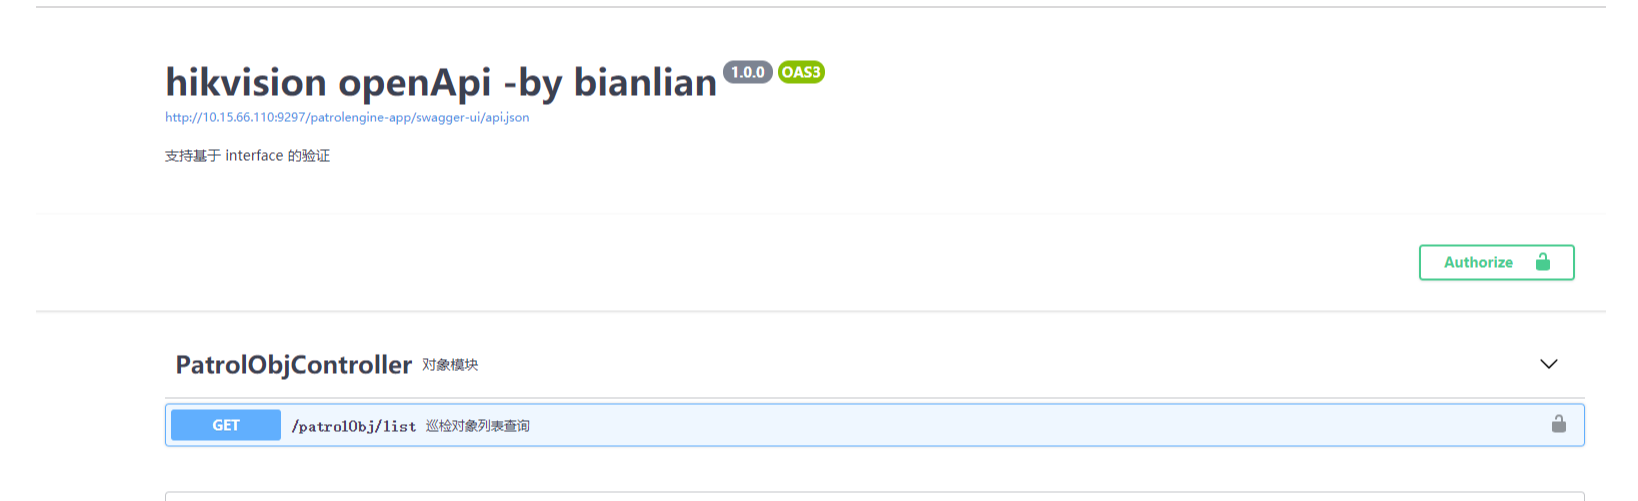 hikvision openApi -by bianlian 1.0.0 OAS3
http://10.15.66.110:9297/patrolengine-app/swagger-ui/api.json
支持基于 interface 的验证
Authorize
PatrolObjController 对象模块
GET /patrolObj/list 巡检对象列表查询